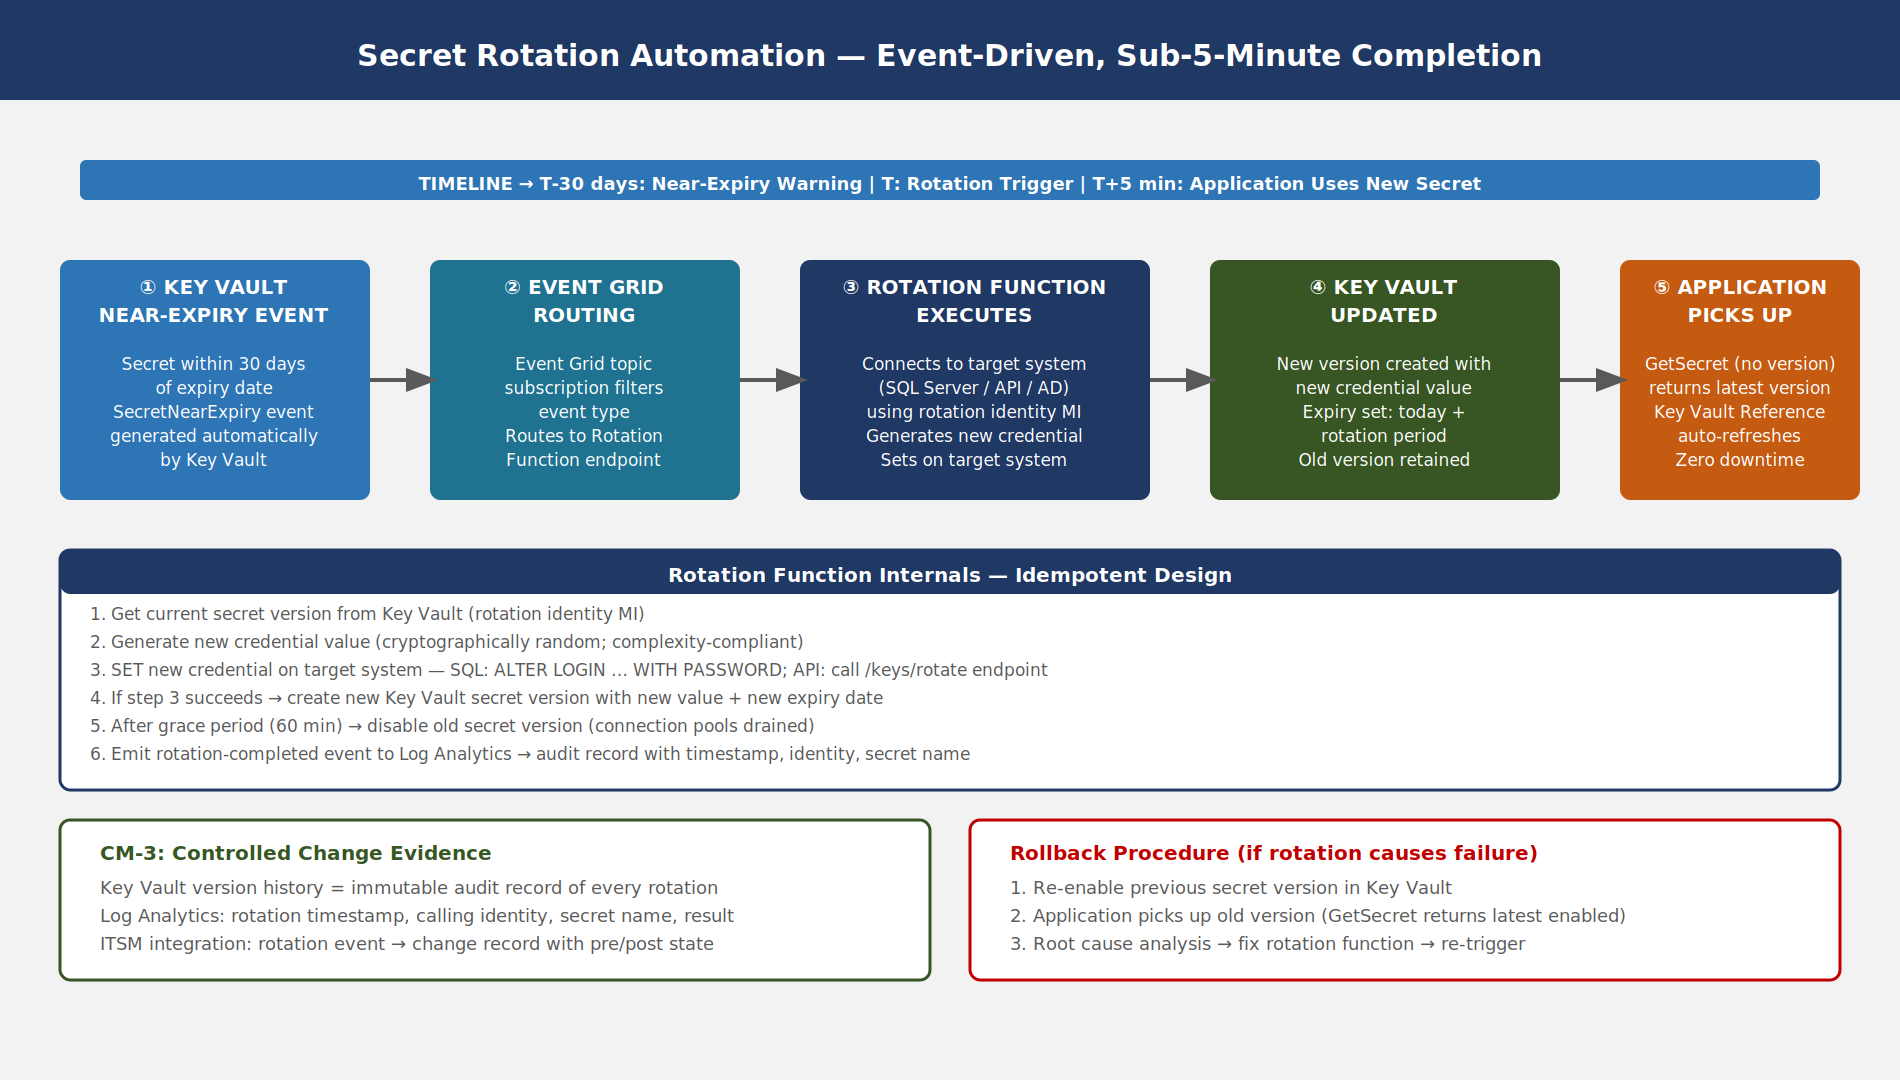 Secret Rotation Automation — Event-Driven, Sub-5-Minute Completion
TIMELINE → T-30 days: Near-Expiry Warning | T: Rotation Trigger | T+5 min: Application Uses New Secret
① KEY VAULT
NEAR-EXPIRY EVENT
Secret within 30 days
of expiry date
SecretNearExpiry event
generated automatically
by Key Vault
② EVENT GRID
ROUTING
Event Grid topic
subscription filters
event type
Routes to Rotation
Function endpoint
③ ROTATION FUNCTION
EXECUTES
Connects to target system
(SQL Server / API / AD)
using rotation identity MI
Generates new credential
Sets on target system
④ KEY VAULT
UPDATED
New version created with
new credential value
Expiry set: today +
rotation period
Old version retained
⑤ APPLICATION
PICKS UP
GetSecret (no version)
returns latest version
Key Vault Reference
auto-refreshes
Zero downtime
Rotation Function Internals — Idempotent Design
1. Get current secret version from Key Vault (rotation identity MI)
2. Generate new credential value (cryptographically random; complexity-compliant)
3. SET new credential on target system — SQL: ALTER LOGIN … WITH PASSWORD; API: call /keys/rotate endpoint
4. If step 3 succeeds → create new Key Vault secret version with new value + new expiry date
5. After grace period (60 min) → disable old secret version (connection pools drained)
6. Emit rotation-completed event to Log Analytics → audit record with timestamp, identity, secret name
CM-3: Controlled Change Evidence
Key Vault version history = immutable audit record of every rotation
Log Analytics: rotation timestamp, calling identity, secret name, result
ITSM integration: rotation event → change record with pre/post state
Rollback Procedure (if rotation causes failure)
1. Re-enable previous secret version in Key Vault
2. Application picks up old version (GetSecret returns latest enabled)
3. Root cause analysis → fix rotation function → re-trigger